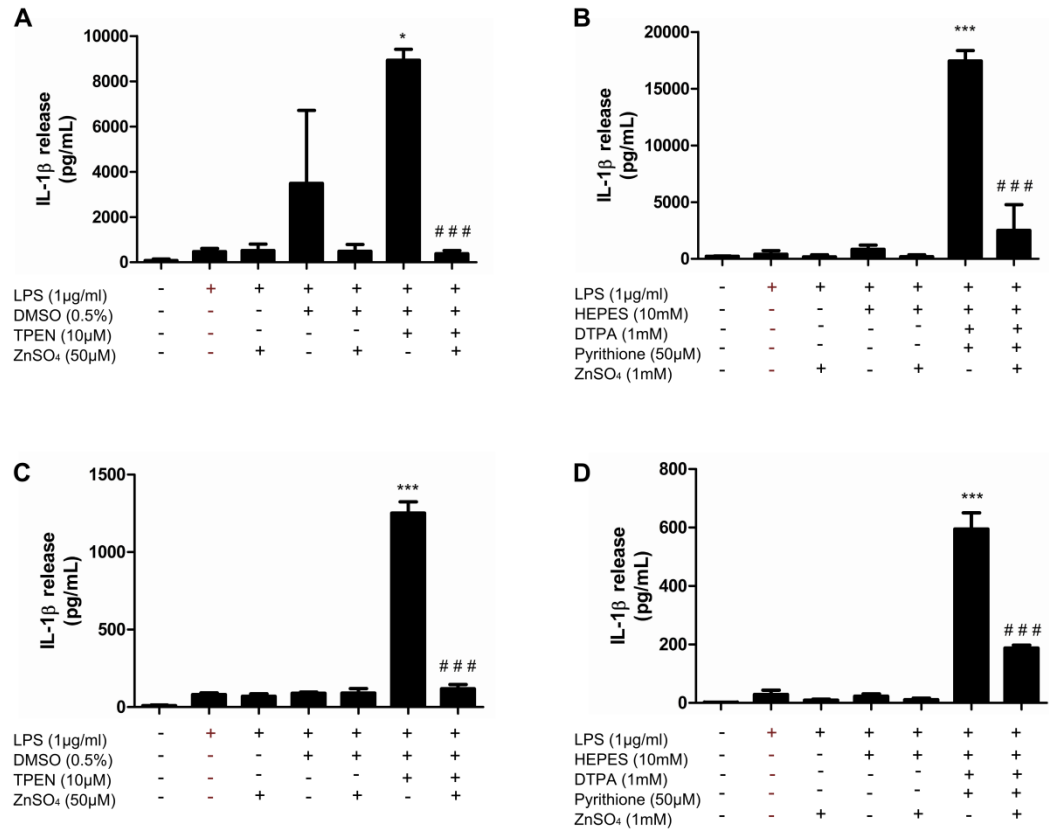 A
IL-1β release
(pg/mL)
10000
8000
6000
4000
2000
0
*
# # #
LPS (1µg/ml) - + + + + + +
DMSO (0.5%) - - - + + + +
TPEN (10µM) - - - - - + +
ZnSO₄ (50µM) - - + - + - +
B
IL-1β release
(pg/mL)
20000
15000
10000
5000
0
***
# # #
LPS (1µg/ml) - + + + + + +
HEPES (10mM) - - - + + + +
DTPA (1mM) - - - - - + +
Pyrithione (50µM) - - - - - + +
ZnSO₄ (1mM) - - + - + - +
C
IL-1β release
(pg/mL)
1500
1000
500
0
***
# # #
LPS (1µg/ml) - + + + + + +
DMSO (0.5%) - - - + + + +
TPEN (10µM) - - - - - + +
ZnSO₄ (50µM) - - + - + - +
D
IL-1β release
(pg/mL)
800
600
400
200
0
***
# # #
LPS (1µg/ml) - + + + + + +
HEPES (10mM) - - - + + + +
DTPA (1mM) - - - - - + +
Pyrithione (50µM) - - - - - + +
ZnSO₄ (1mM) - - + - + - +